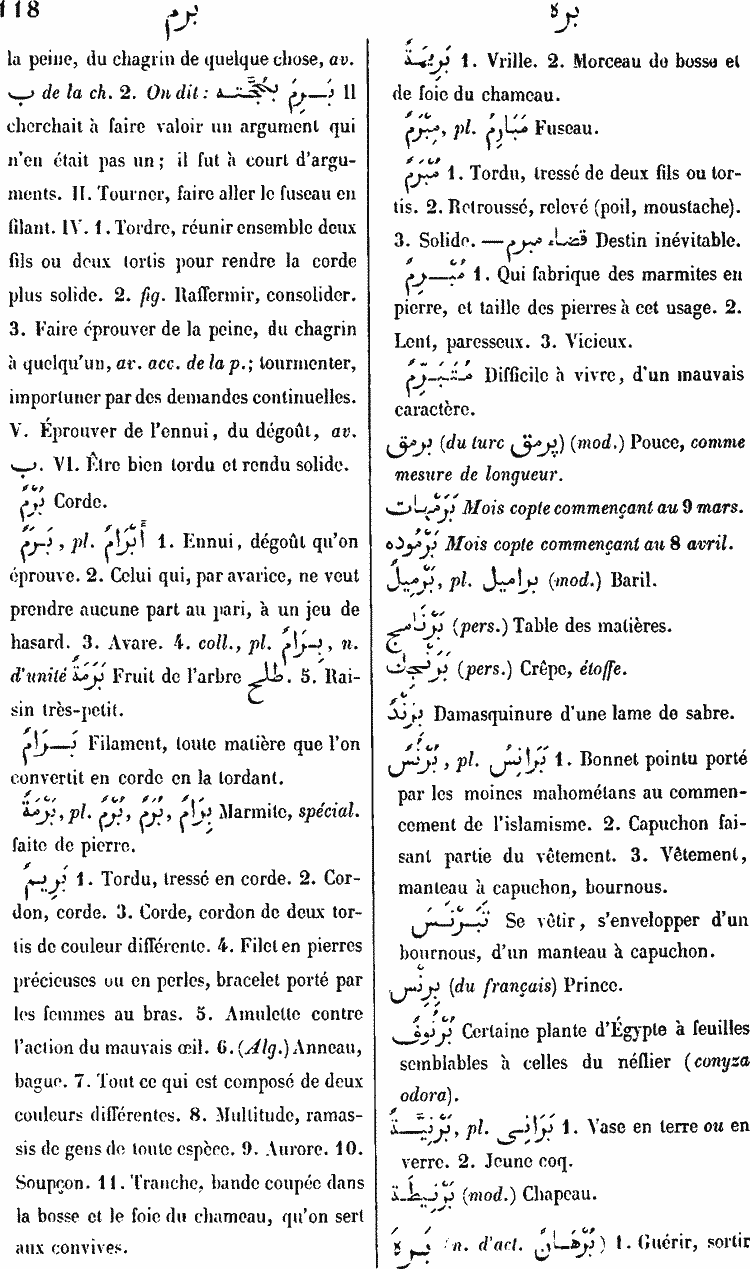 118 برم بره
la peine, du chagrin de quelque chose, av.
ب de la ch. 2. On dit : يَبْرِمُ بِحُجَّتِهِ Il
cherchait à faire valoir un argument qui
n'en était pas un ; il fut à court d'argu-
ments. II. Tourner, faire aller le fuseau en
filant. IV. 1. Tordre, réunir ensemble deux
fils ou deux tortis pour rendre la corde
plus solide. 2. fig. Raffermir, consolider.
3. Faire éprouver de la peine, du chagrin
à quelqu'un, av. acc. de la p.; tourmenter,
importuner par des demandes continuelles.
V. Éprouver de l'ennui, du dégoût, av.
ب. VI. Être bien tordu et rendu solide.
بَرْمٌ Corde.
بَرَمٌ, pl. أَبْرَامٌ 1. Ennui, dégoût qu'on
éprouve. 2. Celui qui, par avarice, ne veut
prendre aucune part au pari, à un jeu de
hasard. 3. Avare. 4. coll., pl. بِرَامٌ, n.
d'unité بَرَمَةٌ Fruit de l'arbre طلح. 5. Rai-
sin très-petit.
بَرَامٌ Filament, toute matière que l'on
convertit en corde en la tordant.
بُرْمَةٌ, pl. بُرْمٌ, بُرَمٌ, بِرَامٌ Marmite, spécial.
faite de pierre.
بَرِيمٌ 1. Tordu, tressé en corde. 2. Cor-
don, corde. 3. Corde, cordon de deux tor-
tis de couleur différente. 4. Filet en pierres
précieuses ou en perles, bracelet porté par
les femmes au bras. 5. Amulette contre
l'action du mauvais œil. 6. (Alg.) Anneau,
bague. 7. Tout ce qui est composé de deux
couleurs différentes. 8. Multitude, ramas-
sis de gens de toute espèce. 9. Aurore. 10.
Soupçon. 11. Tranche, bande coupée dans
la bosse et le foie du chameau, qu'on sert
aux convives.
بَرِيمَةٌ 1. Vrille. 2. Morceau de bosse et
de foie du chameau.
مِبْرَمٌ, pl. مَبَارِمُ Fuseau.
مُبْرَمٌ 1. Tordu, tressé de deux fils ou tor-
tis. 2. Retroussé, relevé (poil, moustache).
3. Solide. — قضاء مبرم Destin inévitable.
مُبْرِمٌ 1. Qui fabrique des marmites en
pierre, et taille des pierres à cet usage. 2.
Lent, paresseux. 3. Vicieux.
مُتَبَرِّمٌ Difficile à vivre, d'un mauvais
caractère.
برمق (du turc پرمق) (mod.) Pouce, comme
mesure de longueur.
بَرَمْهات Mois copte commençant au 9 mars.
بَرْمُوده Mois copte commençant au 8 avril.
بَرْمِيلٌ, pl. براميل (mod.) Baril.
بَرْنَامج (pers.) Table des matières.
بَرَنْجك (pers.) Crêpe, étoffe.
بِرِنْدٌ Damasquinure d'une lame de sabre.
بُرْنُسٌ, pl. بَرَانِسُ 1. Bonnet pointu porté
par les moines mahométans au commen-
cement de l'islamisme. 2. Capuchon fai-
sant partie du vêtement. 3. Vêtement,
manteau à capuchon, bournous.
تَبَرْنَسَ Se vêtir, s'envelopper d'un
bournous, d'un manteau à capuchon.
بِرِنْس (du français) Prince.
بَرْنُوفٌ Certaine plante d'Égypte à feuilles
semblables à celles du néflier (conyza
odora).
بَرْنِيَّةٌ, pl. بَرَانِى 1. Vase en terre ou en
verre. 2. Jeune coq.
بَرْنِيطَة (mod.) Chapeau.
بَرِهَ (n. d'act. بُرْهَانٌ) 1. Guérir, sortir